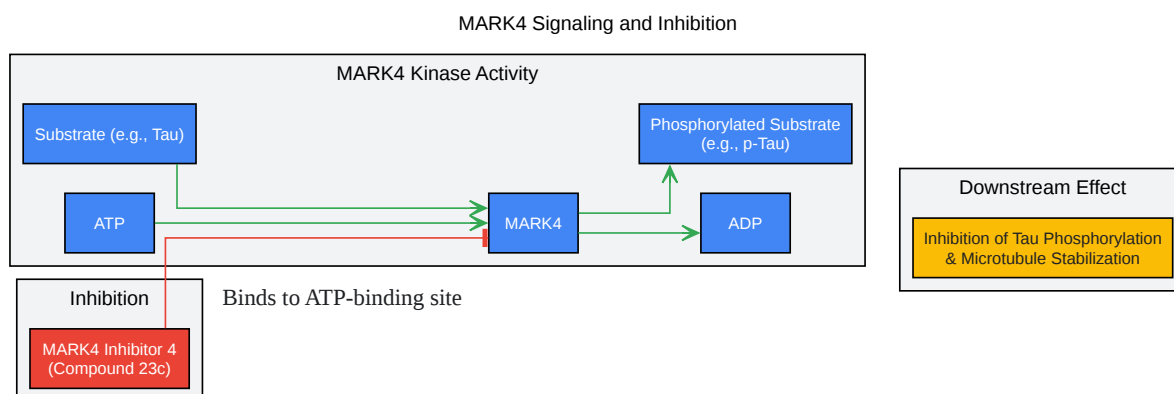 MARK4 Signaling and Inhibition
MARK4 Kinase Activity
Substrate (e.g., Tau)
Phosphorylated Substrate
(e.g., p-Tau)
ATP
MARK4
ADP
Downstream Effect
Inhibition of Tau Phosphorylation
& Microtubule Stabilization
Inhibition
Binds to ATP-binding site
MARK4 Inhibitor 4
(Compound 23c)